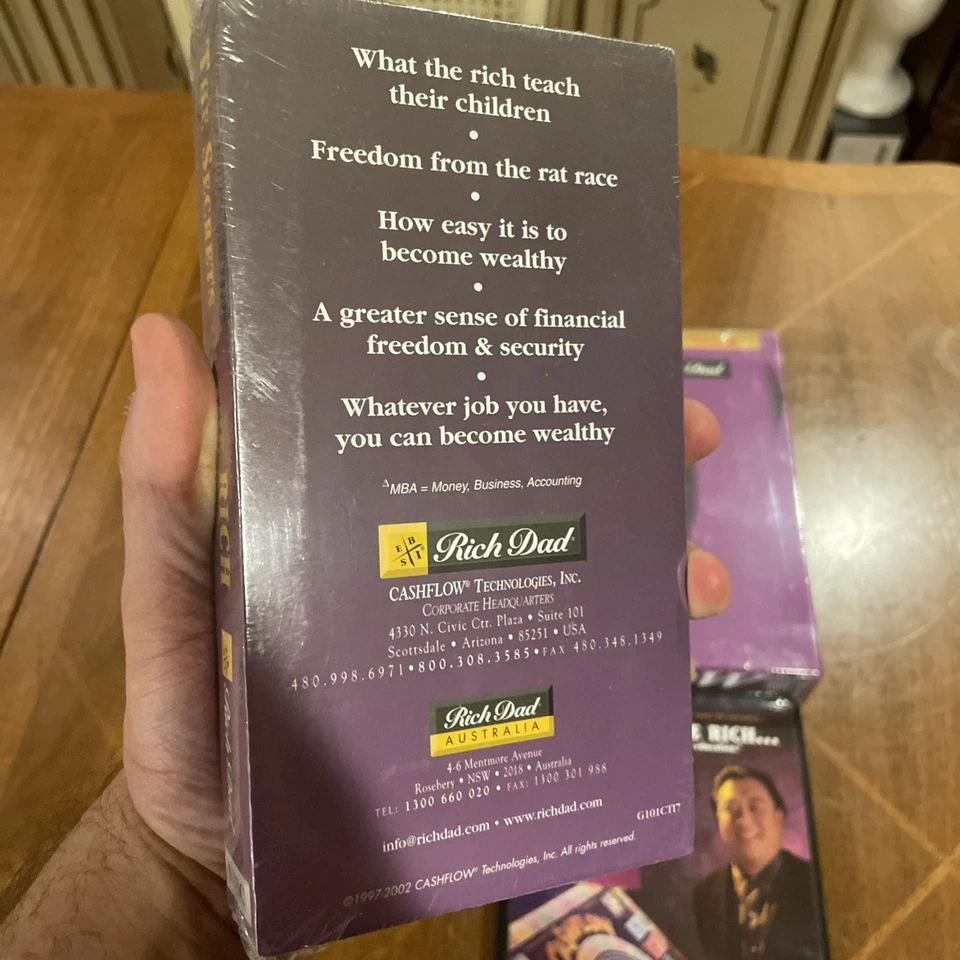 What the rich teach
their children
•
Freedom from the rat race
•
How easy it is to
become wealthy
•
A greater sense of financial
freedom & security
•
Whatever job you have,
you can become wealthy
ΔMBA = Money, Business, Accounting
E B
S I®
Rich Dad®
CASHFLOW® TECHNOLOGIES, INC.
CORPORATE HEADQUARTERS
4330 N. Civic Ctr. Plaza • Suite 101
Scottsdale • Arizona • 85251 • USA
480.998.6971•800.308.3585•FAX 480.348.1349
Rich Dad
AUSTRALIA
4-6 Mentmore Avenue
Rosebery • NSW • 2018 • Australia
TEL: 1300 660 020 • FAX: 1300 301 988
info@richdad.com • www.richdad.com
G101CIT7
©1997-2002 CASHFLOW® Technologies, Inc. All rights reserved.
SECRETS
RICH
Dad
RICH...